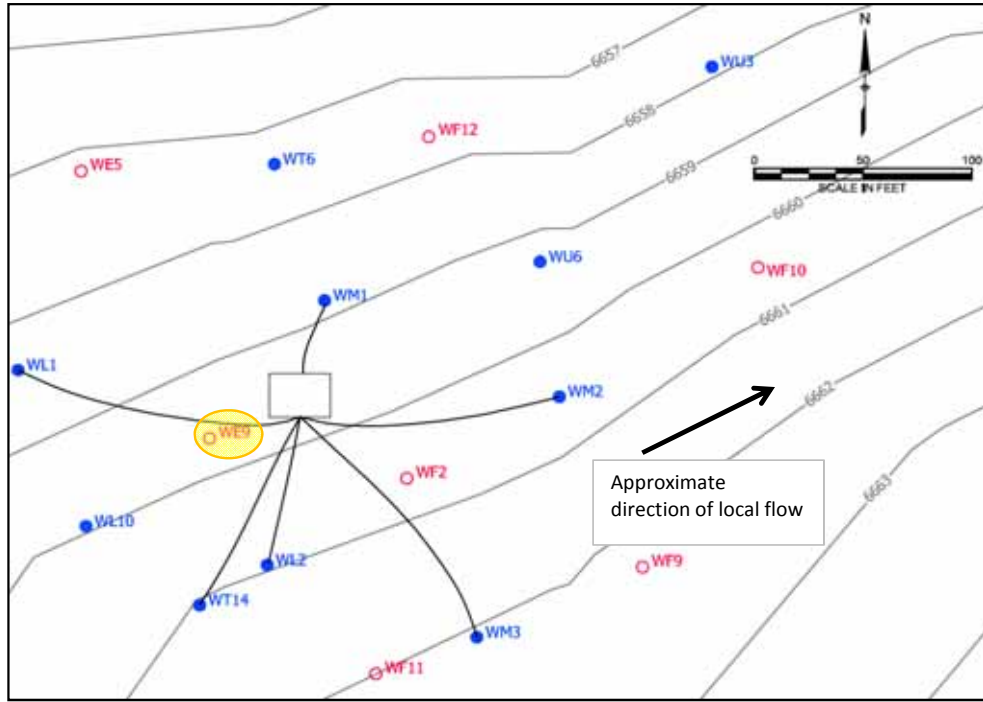 N
6657
WU3
WF12
6658
WE5
WT6
0 50 100
SCALE IN FEET
6659
6660
WU6
WF10
WM1
6661
WL1
WM2
6662
WE9
WF2
Approximate
direction of local flow
6663
WL10
WL2
WF9
WT14
WM3
WF11